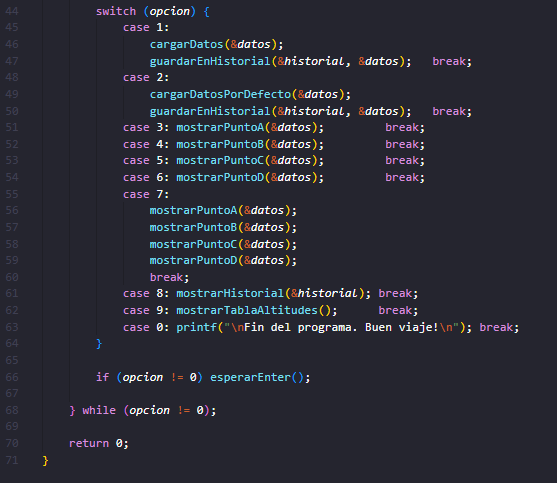 44 switch (opcion) {
45 case 1:
46 cargarDatos(&datos);
47 guardarEnHistorial(&historial, &datos); break;
48 case 2:
49 cargarDatosPorDefecto(&datos);
50 guardarEnHistorial(&historial, &datos); break;
51 case 3: mostrarPuntoA(&datos); break;
52 case 4: mostrarPuntoB(&datos); break;
53 case 5: mostrarPuntoC(&datos); break;
54 case 6: mostrarPuntoD(&datos); break;
55 case 7:
56 mostrarPuntoA(&datos);
57 mostrarPuntoB(&datos);
58 mostrarPuntoC(&datos);
59 mostrarPuntoD(&datos);
60 break;
61 case 8: mostrarHistorial(&historial); break;
62 case 9: mostrarTablaAltitudes(); break;
63 case 0: printf("\nFin del programa. Buen viaje!\n"); break;
64 }
65
66 if (opcion != 0) esperarEnter();
67
68 } while (opcion != 0);
69
70 return 0;
71 }